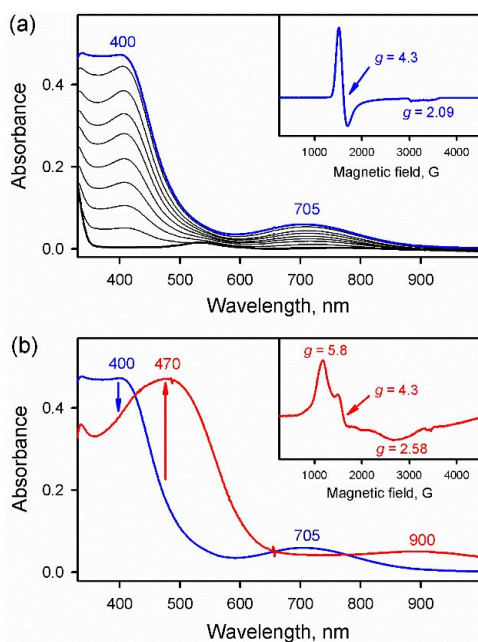 (a)
400
705
Absorbance
0.4
0.2
0.0
400 500 600 700 800 900
Wavelength, nm
g = 4.3
g = 2.09
1000 2000 3000 4000
Magnetic field, G
(b)
400 470
705
900
Absorbance
0.4
0.2
0.0
400 500 600 700 800 900
Wavelength, nm
g = 5.8
g = 4.3
g = 2.58
1000 2000 3000 4000
Magnetic field, G